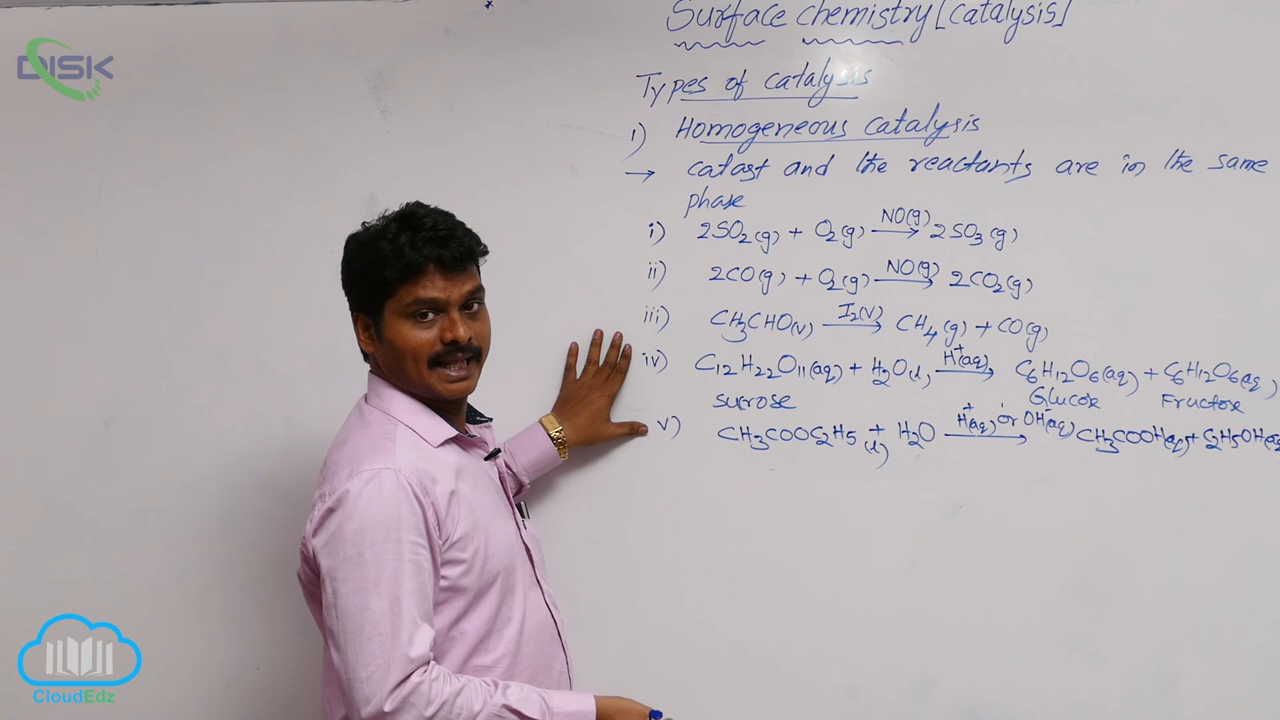 DISK
Surface chemistry [catalysis]
Types of catalysis
1) Homogeneous catalysis
→ catast and the reactants are in the same
phase
i) 2SO2(g) + O2(g) NO(g)→ 2SO3(g)
ii) 2CO(g) + O2(g) NO(g)→ 2CO2(g)
iii) CH3CHO(v) I2(v)→ CH4(g) + CO(g)
iv) C12H22O11(aq) + H2O(l) H+(aq)→ C6H12O6(aq) + C6H12O6(aq)
sucrose Glucose Fructose
v) CH3COOC2H5(l) + H2O H+(aq) or OH-(aq)→ CH3COOH(aq) + C2H5OH(a
CloudEdz